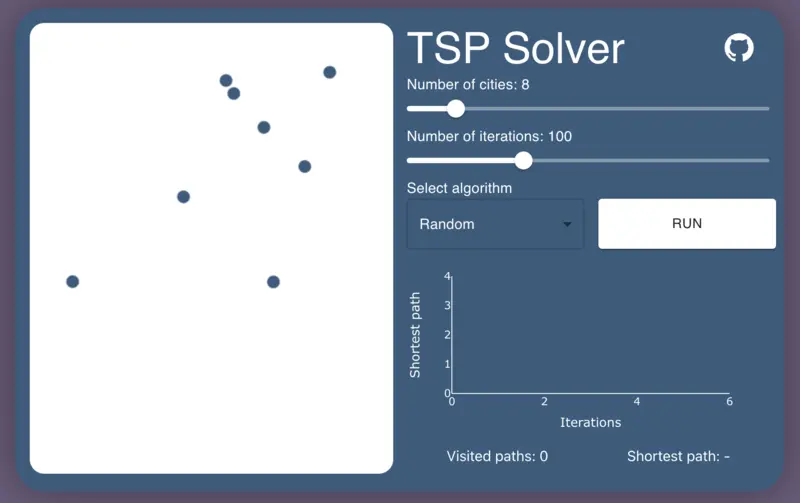 TSP Solver
Number of cities: 8
Number of iterations: 100
Select algorithm
Random
RUN
4
3
2
1
0
Shortest path
0 2 4 6
Iterations
Visited paths: 0 Shortest path: -